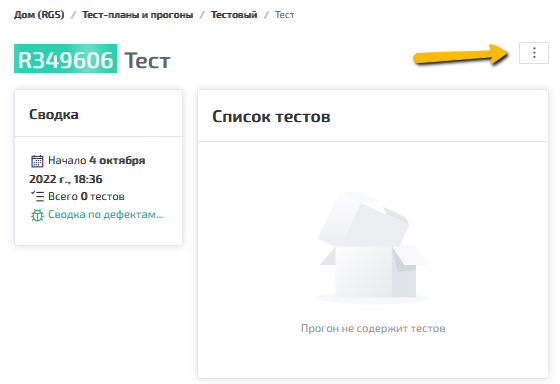 Дом (RGS) / Тест-планы и прогоны / Тестовый / Тест
R349606 Тест
Сводка
Начало 4 октября
2022 г., 18:36
Всего 0 тестов
Сводка по дефектам...
Список тестов
Прогон не содержит тестов